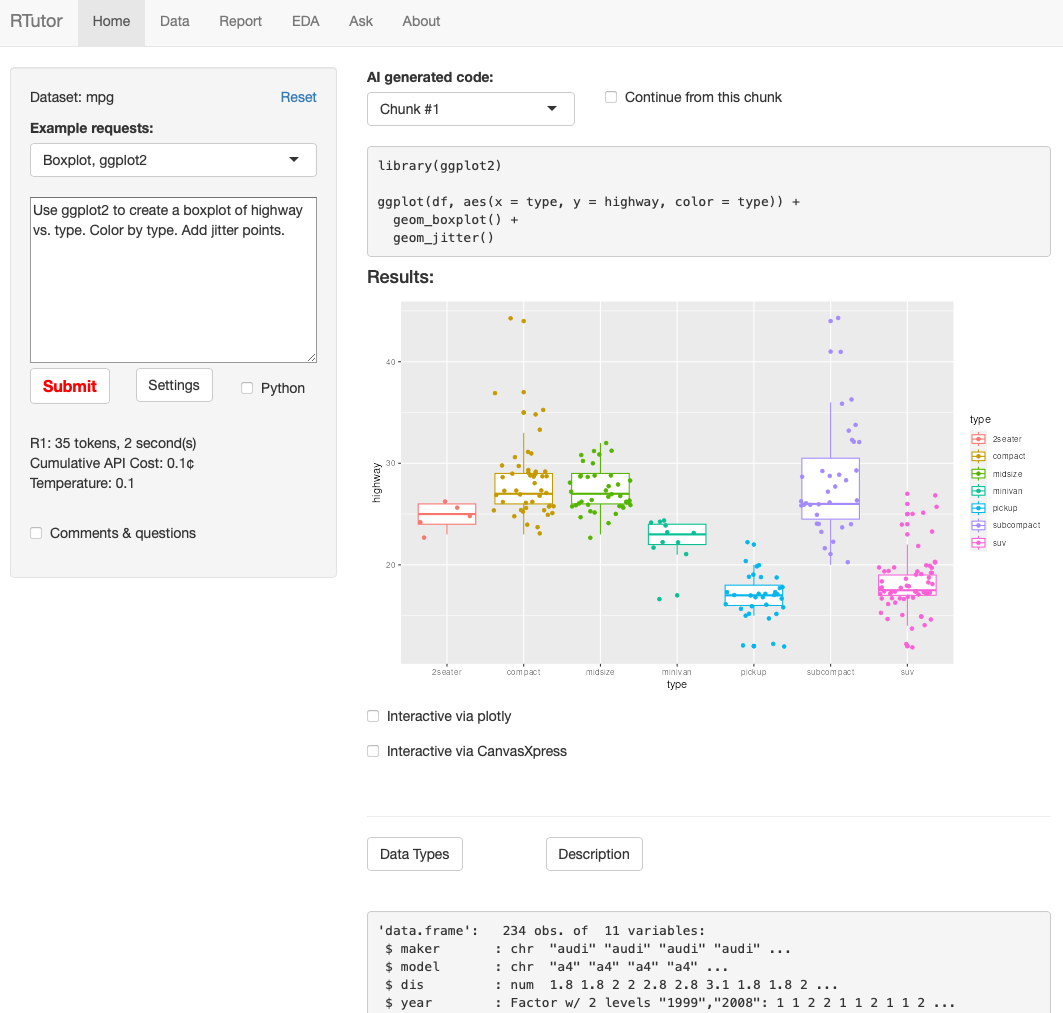 RTutor Home Data Report EDA Ask About
Dataset: mpg Reset
Example requests:
Boxplot, ggplot2
Use ggplot2 to create a boxplot of highway
vs. type. Color by type. Add jitter points.
Submit Settings Python
R1: 35 tokens, 2 second(s)
Cumulative API Cost: 0.1¢
Temperature: 0.1
Comments & questions
AI generated code:
Chunk #1 Continue from this chunk
library(ggplot2)
ggplot(df, aes(x = type, y = highway, color = type)) +
  geom_boxplot() +
  geom_jitter()
Results:
highway
40
30
20
2seater compact midsize minivan pickup subcompact suv
type
type
2seater
compact
midsize
minivan
pickup
subcompact
suv
Interactive via plotly
Interactive via CanvasXpress
Data Types Description
'data.frame':   234 obs. of  11 variables:
 $ maker       : chr  "audi" "audi" "audi" "audi" ...
 $ model       : chr  "a4" "a4" "a4" "a4" ...
 $ dis         : num  1.8 1.8 2 2 2.8 2.8 3.1 1.8 1.8 2 ...
 $ year        : Factor w/ 2 levels "1999","2008": 1 1 2 2 1 1 2 1 1 2 ...